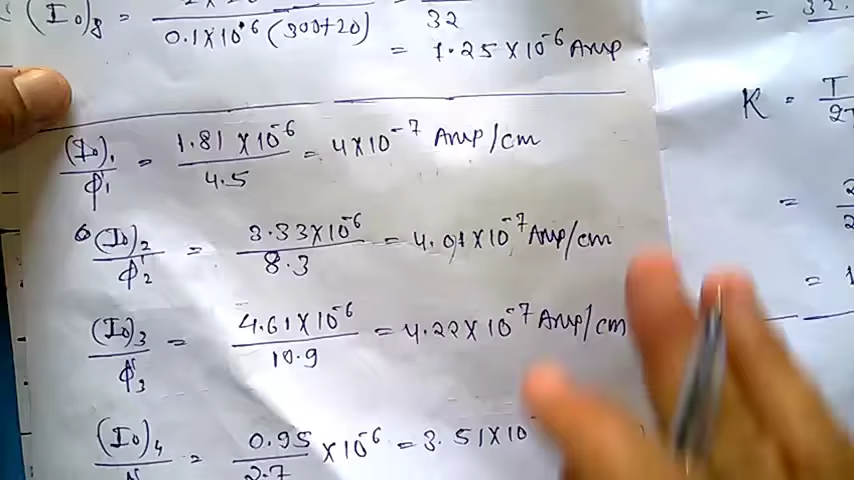 (I₀)₈ = 0.1×10⁻⁶ (300+20) 32
= 1.25×10⁻⁶ Amp
32.
K = T
(I₀)₁/ϕ₁ = 1.81×10⁻⁶/4.5 = 4×10⁻⁷ Amp/cm
(I₀)₂/ϕ₂ = 3.33×10⁻⁶/8.3 = 4.01×10⁻⁷ Amp/cm
(I₀)₃/ϕ₃ = 4.61×10⁻⁶/10.9 = 4.22×10⁻⁷ Amp/cm
(I₀)₄ = 0.95/2.7 ×10⁻⁶ = 3.51×10